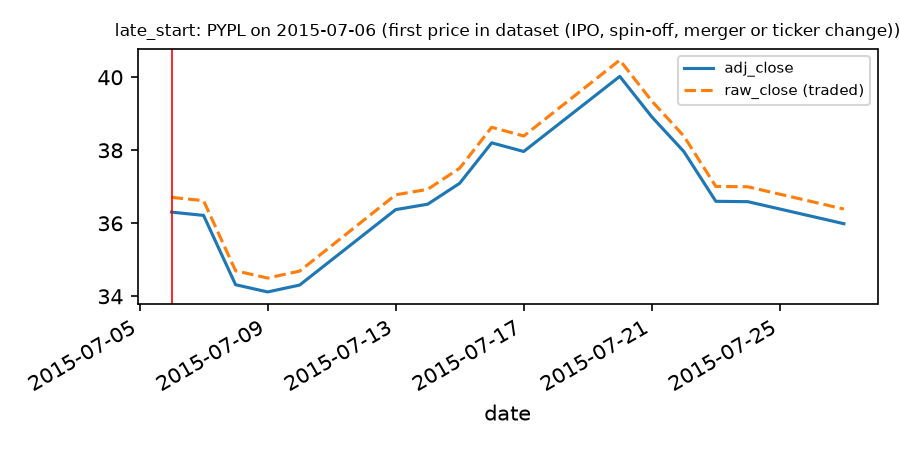 late_start: PYPL on 2015-07-06 (first price in dataset (IPO, spin-off, merger or ticker change))
adj_close
raw_close (traded)
40
38
36
34
2015-07-05
2015-07-09
2015-07-13
2015-07-17
2015-07-21
2015-07-25
date